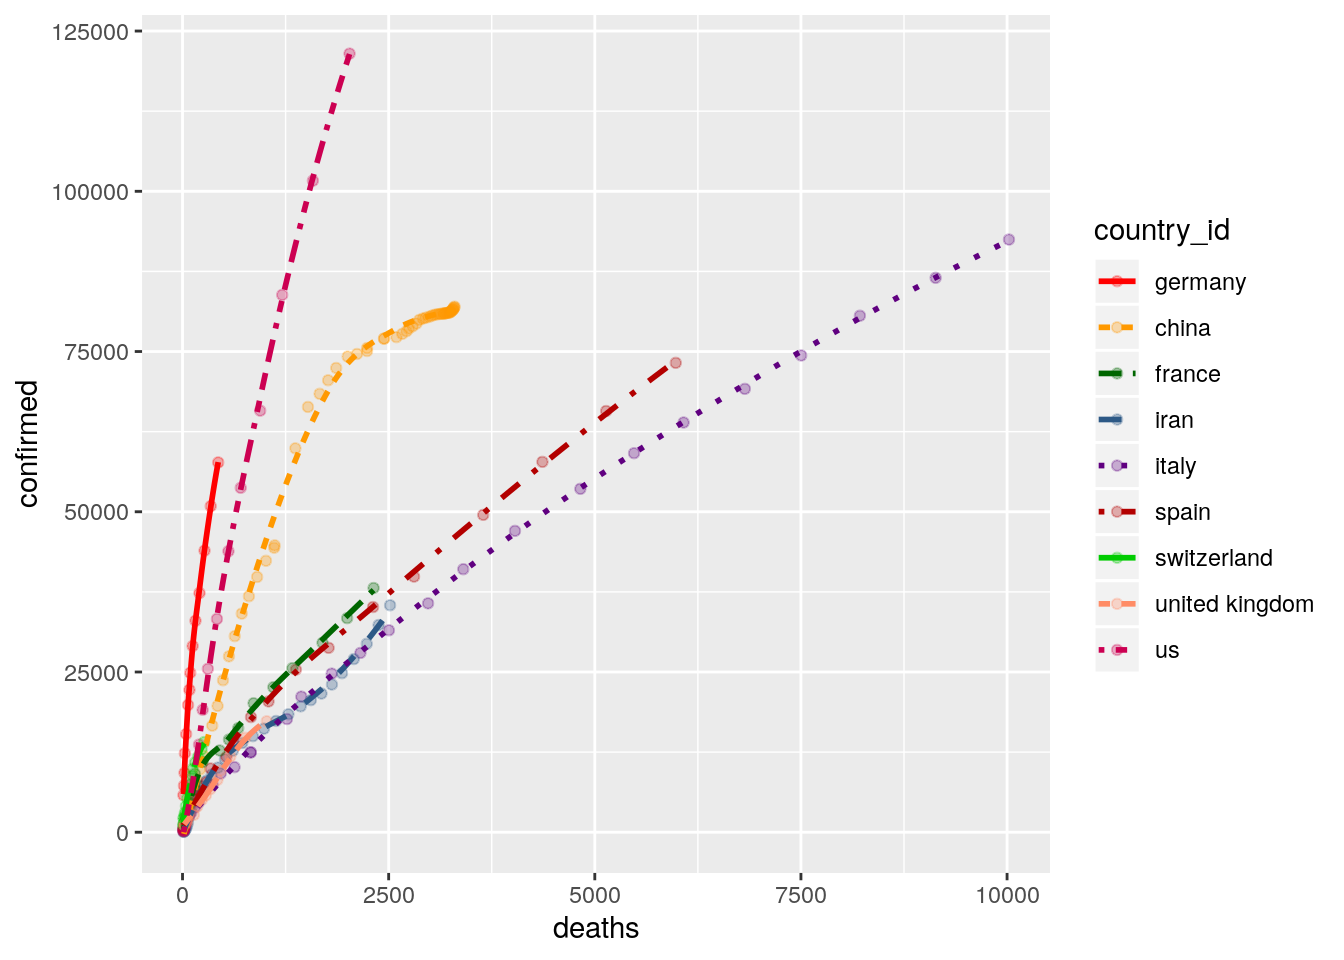 125000
100000
75000
50000
25000
0
confirmed
0 2500 5000 7500 10000
deaths
country_id
germany
china
france
iran
italy
spain
switzerland
united kingdom
us